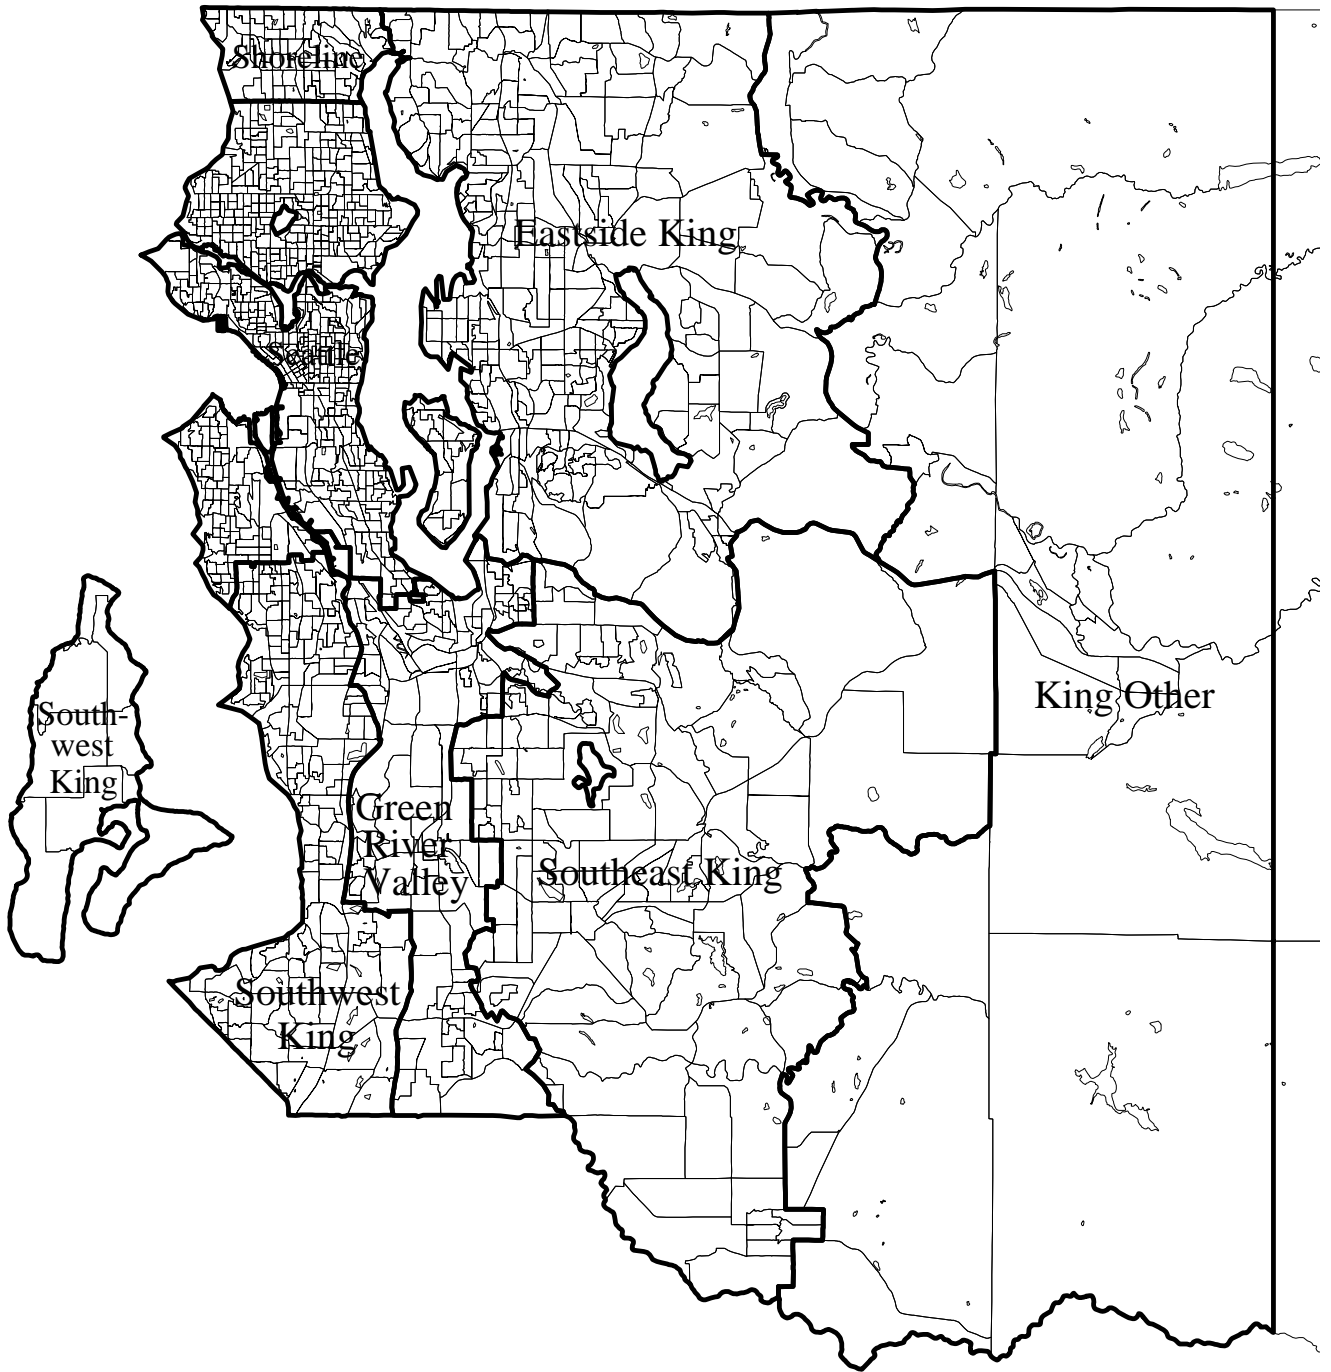 Shoreline
Eastside King
Seattle
King Other
South-
west
King
Green
River
Valley
Southeast King
Southwest
King